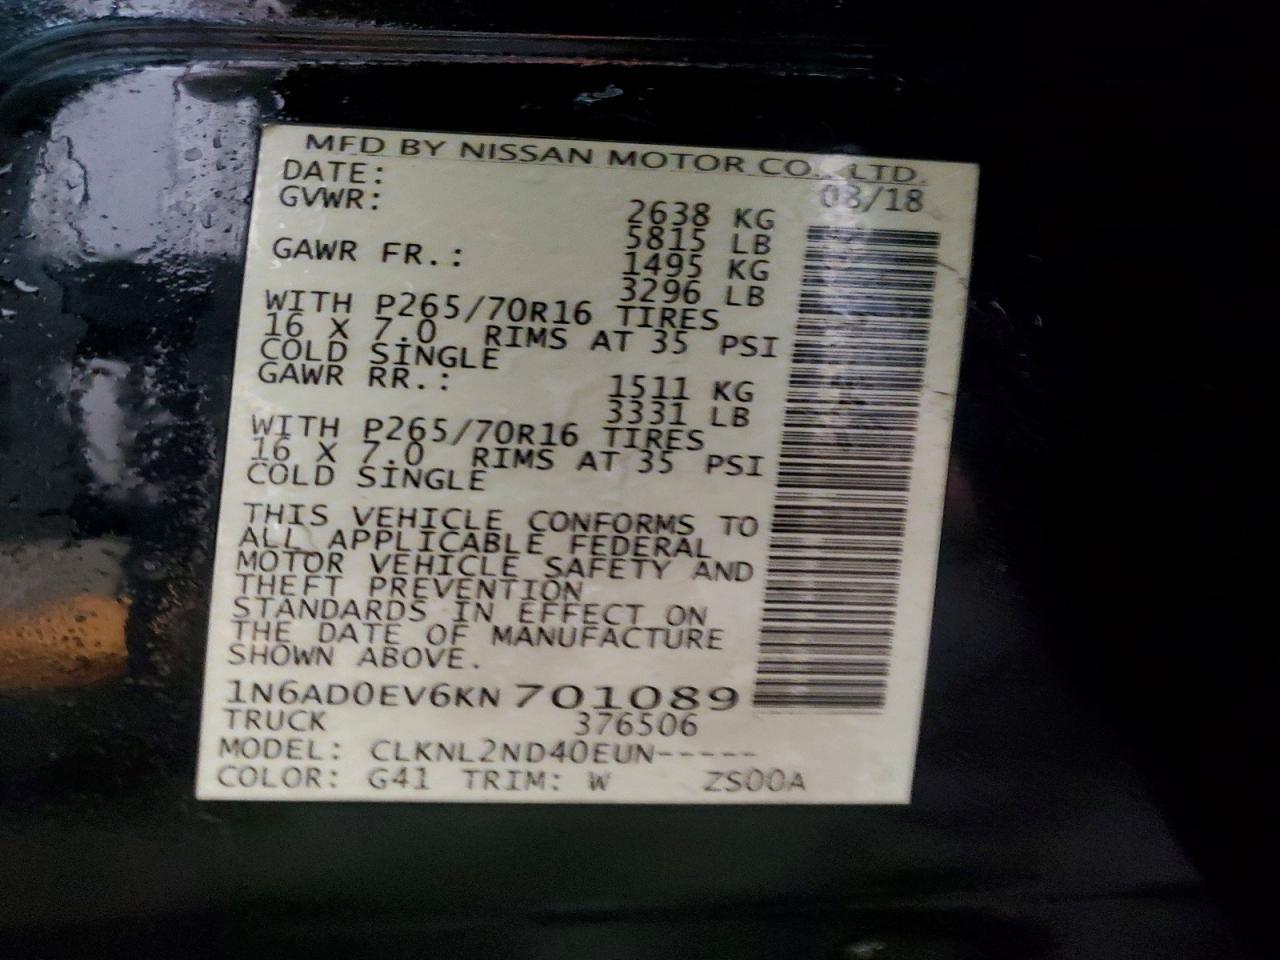 MFD BY NISSAN MOTOR CO., LTD.
DATE: 08/18
GVWR: 2638 KG
5815 LB
GAWR FR.: 1495 KG
3296 LB
WITH P265/70R16 TIRES
16 X 7.0 RIMS AT 35 PSI
COLD SINGLE
GAWR RR.: 1511 KG
3331 LB
WITH P265/70R16 TIRES
16 X 7.0 RIMS AT 35 PSI
COLD SINGLE
THIS VEHICLE CONFORMS TO
ALL APPLICABLE FEDERAL
MOTOR VEHICLE SAFETY AND
THEFT PREVENTION
STANDARDS IN EFFECT ON
THE DATE OF MANUFACTURE
SHOWN ABOVE.
1N6AD0EV6KN701089
TRUCK 376506
MODEL: CLKNL2ND40EUN-----
COLOR: G41 TRIM: W ZS00A